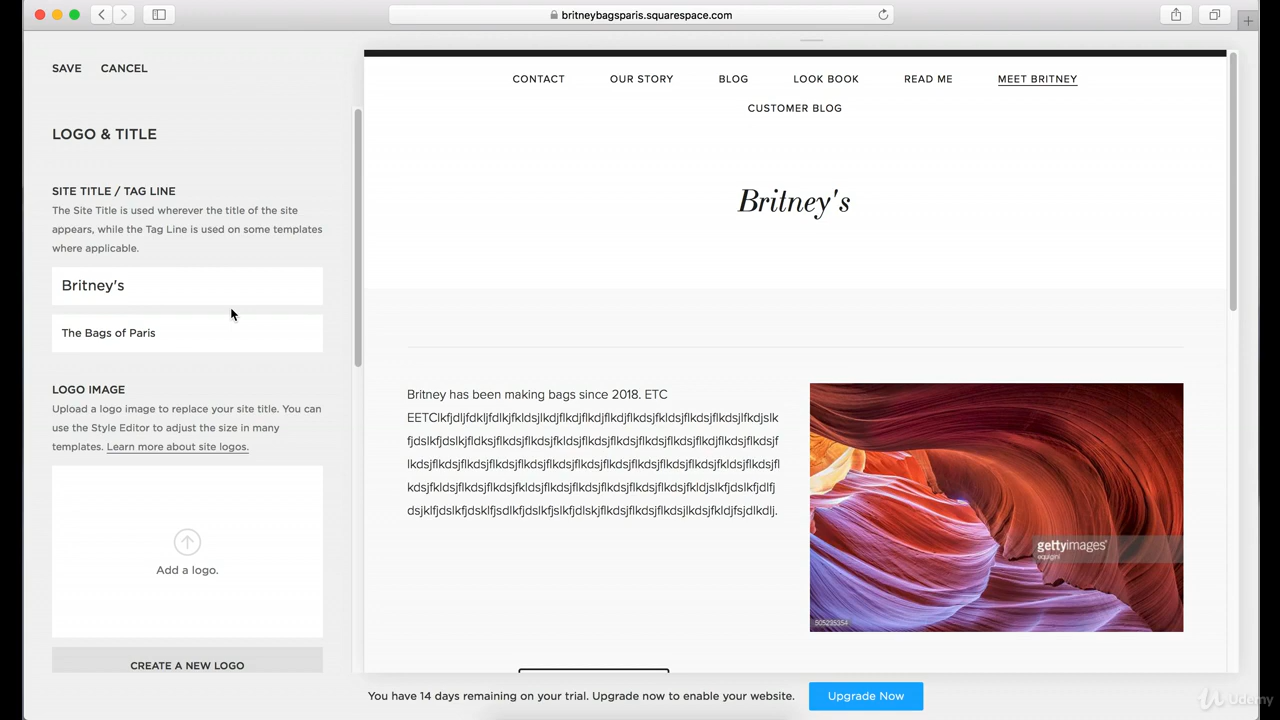 britneybagsparis.squarespace.com
SAVE CANCEL
LOGO & TITLE
SITE TITLE / TAG LINE
The Site Title is used wherever the title of the site
appears, while the Tag Line is used on some templates
where applicable.
Britney's
The Bags of Paris
LOGO IMAGE
Upload a logo image to replace your site title. You can
use the Style Editor to adjust the size in many
templates. Learn more about site logos.
Add a logo.
CREATE A NEW LOGO
CONTACT OUR STORY BLOG LOOK BOOK READ ME MEET BRITNEY
CUSTOMER BLOG
Britney's
Britney has been making bags since 2018. ETC
gettyimages®
equigini
505235354
You have 14 days remaining on your trial. Upgrade now to enable your website.
Upgrade Now
Udemy